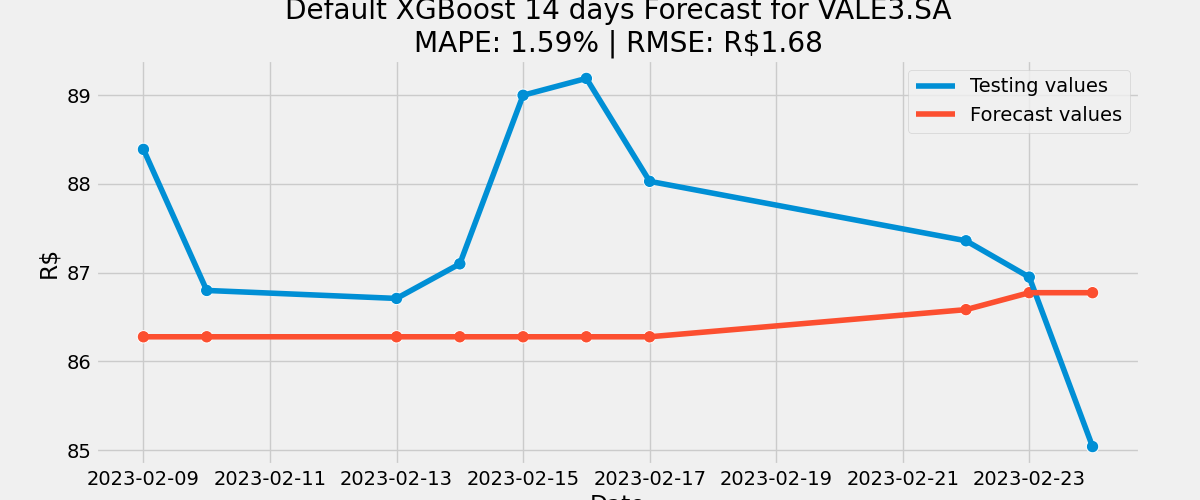 Default XGBoost 14 days Forecast for VALE3.SA
MAPE: 1.59% | RMSE: R$1.68
Testing values
Forecast values
R$
89
88
87
86
85
2023-02-09 2023-02-11 2023-02-13 2023-02-15 2023-02-17 2023-02-19 2023-02-21 2023-02-23
Date